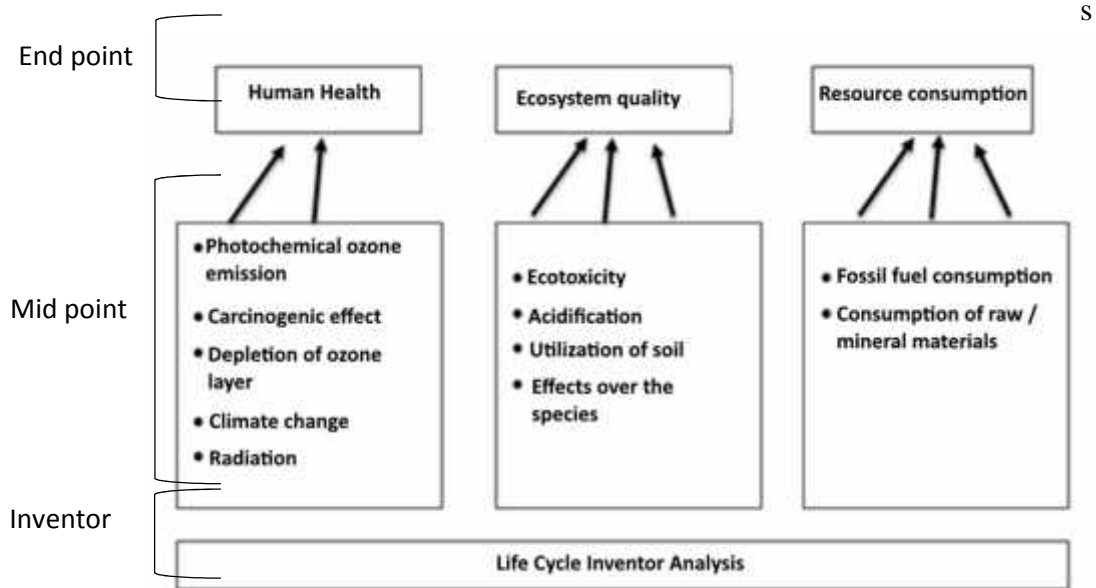 s
End point
Human Health
Ecosystem quality
Resource consumption
Mid point
• Photochemical ozone
emission
• Carcinogenic effect
• Depletion of ozone
layer
• Climate change
• Radiation
• Ecotoxicity
• Acidification
• Utilization of soil
• Effects over the
species
• Fossil fuel consumption
• Consumption of raw /
mineral materials
Inventor
Life Cycle Inventor Analysis